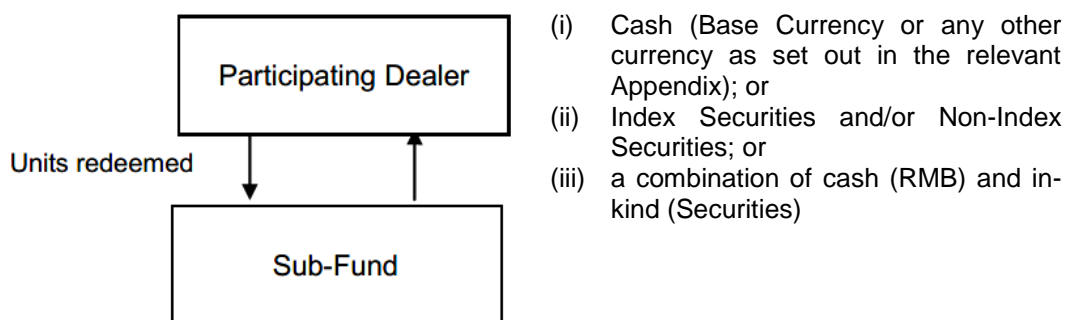 Participating Dealer
Units redeemed
Sub-Fund
(i) Cash (Base Currency or any other
currency as set out in the relevant
Appendix); or
(ii) Index Securities and/or Non-Index
Securities; or
(iii) a combination of cash (RMB) and in-
kind (Securities)